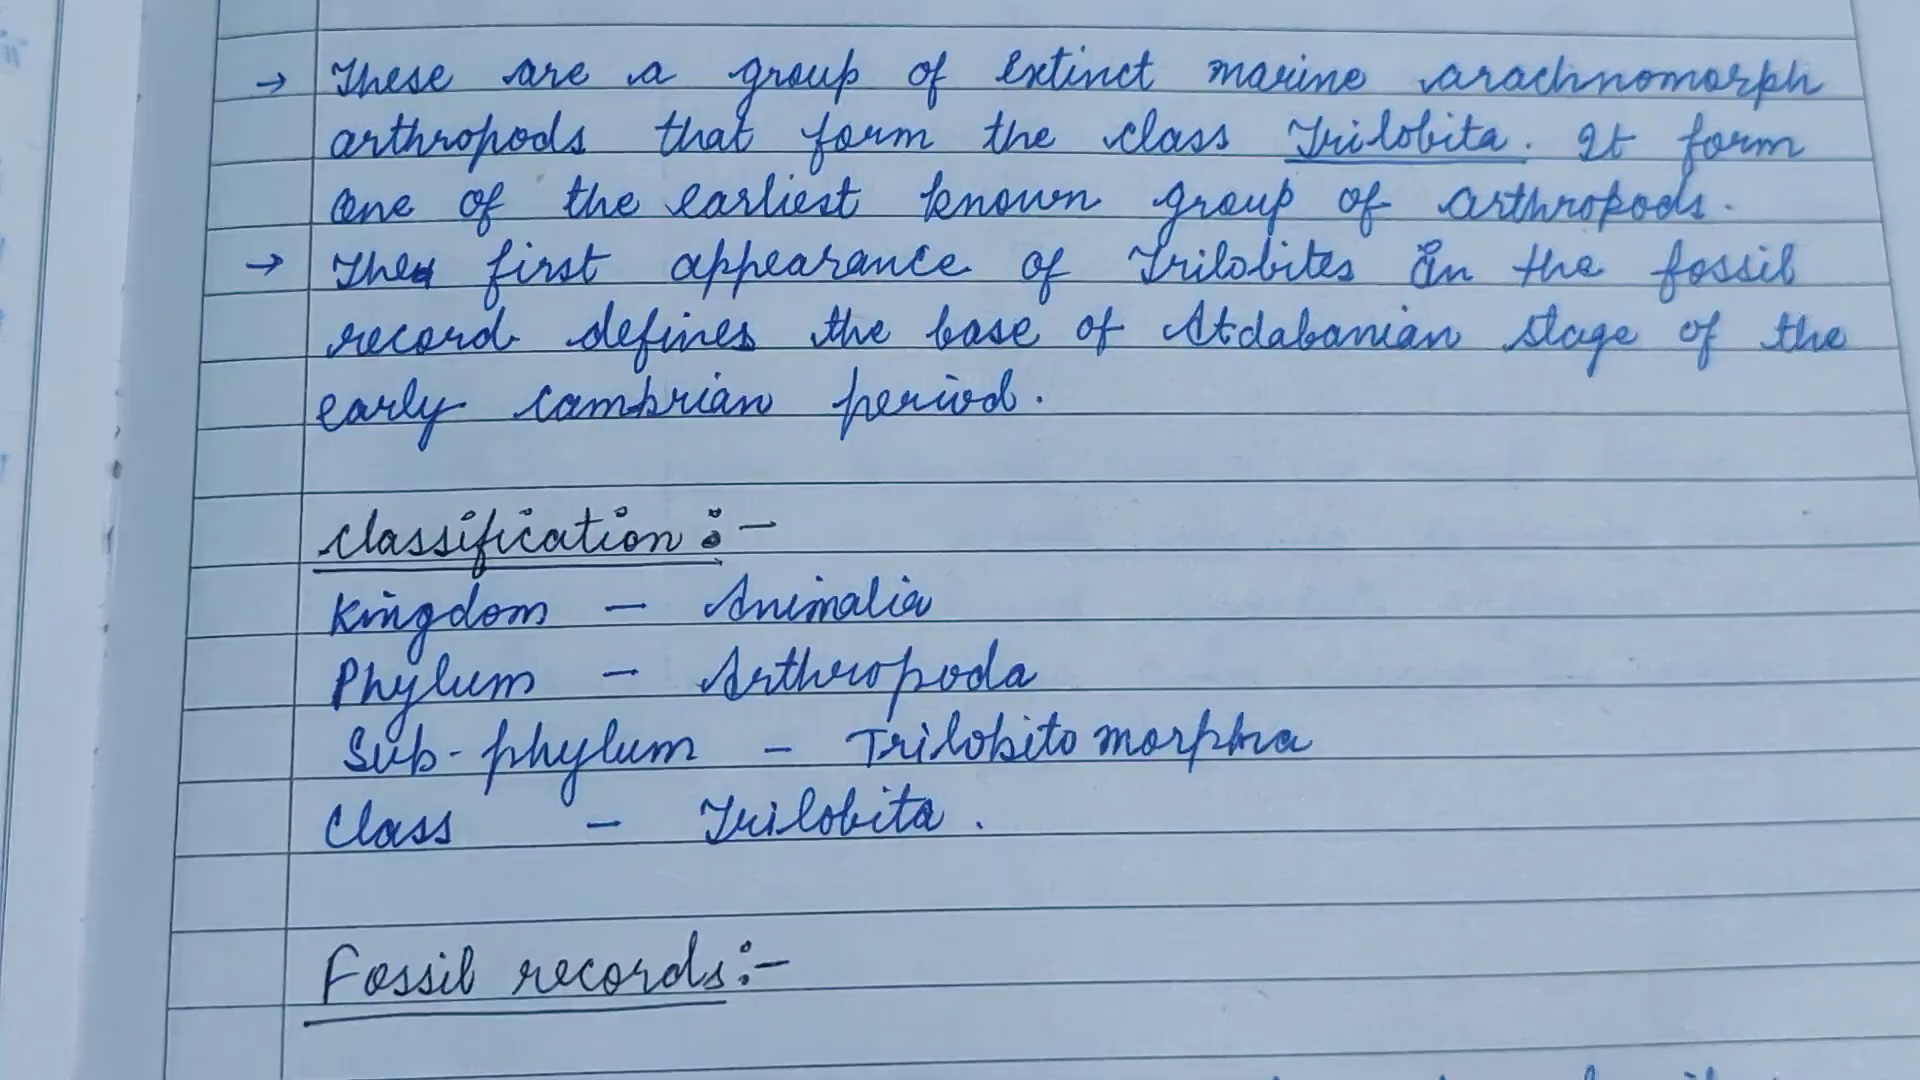 → These are a group of extinct marine arachnomorph
arthropods that form the class Trilobita. It form
one of the earliest known group of arthropods.
→ The first appearance of Trilobites in the fossil
record defines the base of Atdabanian stage of the
early cambrian period.
Classification :-
Kingdom - Animalia
Phylum - Arthropoda
Sub-phylum - Trilobitomorpha
Class - Trilobita.
Fossil records:-